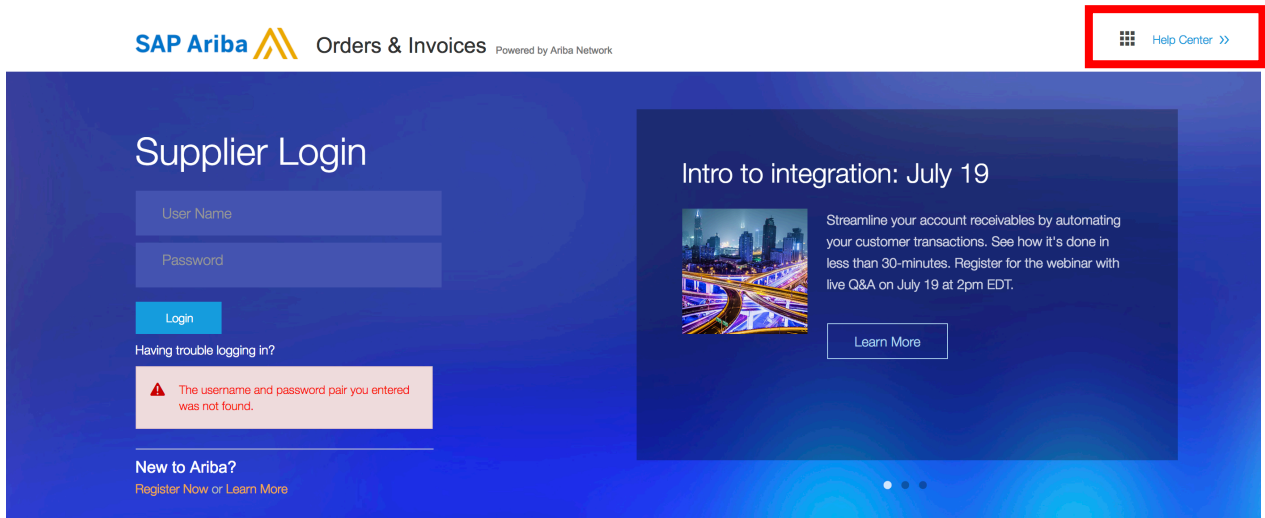 SAP Ariba Orders & Invoices Powered by Ariba Network
Help Center >>
Supplier Login
User Name
Password
Login
Having trouble logging in?
The username and password pair you entered
was not found.
New to Ariba?
Register Now or Learn More
Intro to integration: July 19
Streamline your account receivables by automating
your customer transactions. See how it's done in
less than 30-minutes. Register for the webinar with
live Q&A on July 19 at 2pm EDT.
Learn More